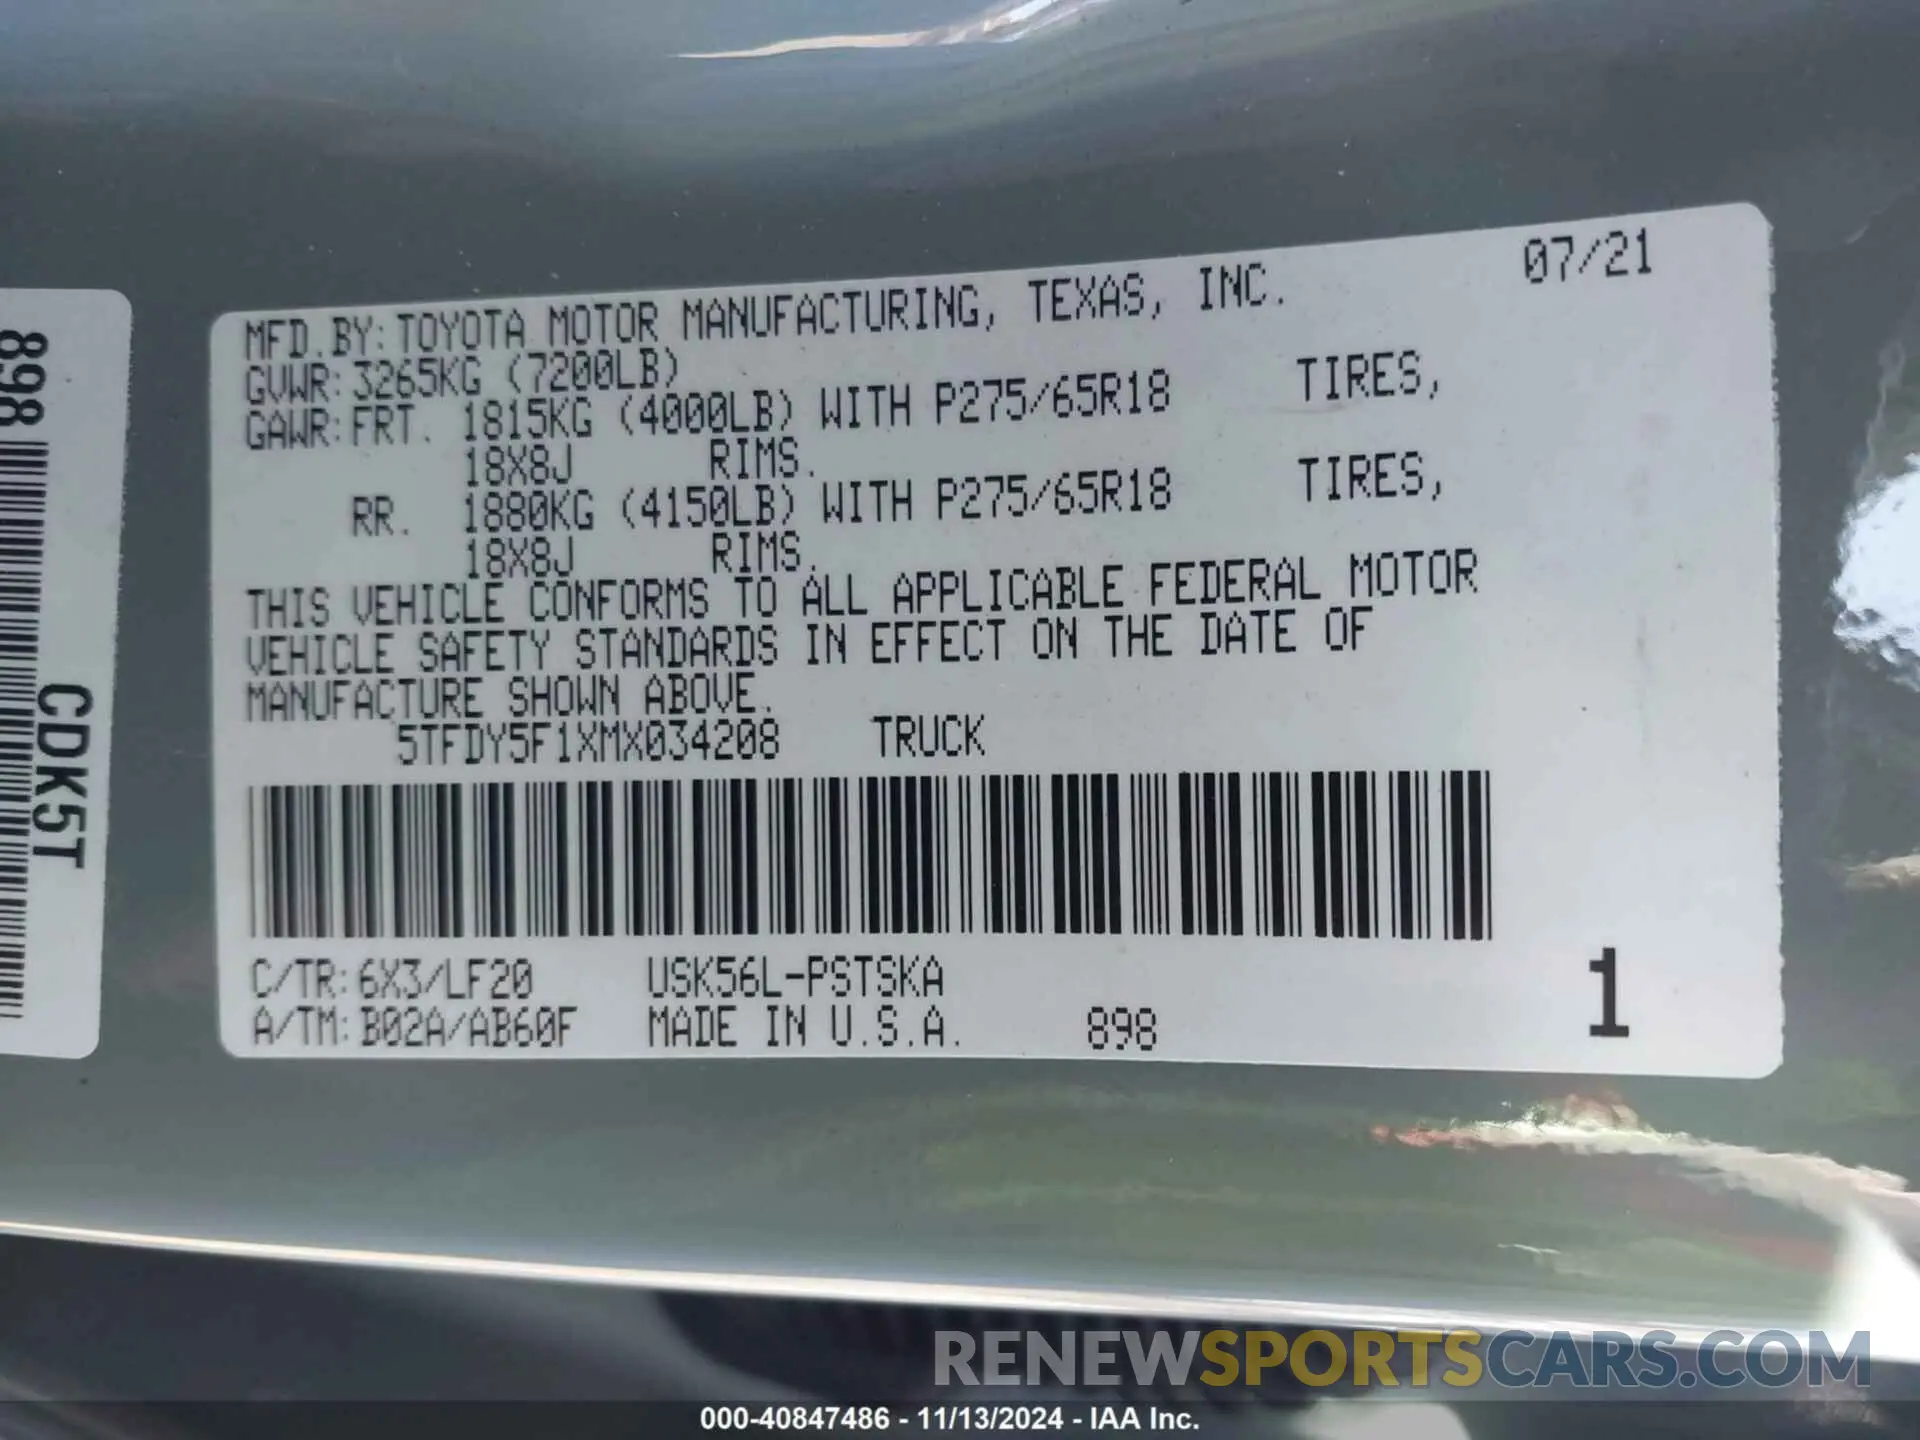 MFD.BY:TOYOTA MOTOR MANUFACTURING, TEXAS, INC. 07/21
GVWR:3265KG (7200LB)
GAWR:FRT. 1815KG (4000LB) WITH P275/65R18 TIRES,
18X8J RIMS.
RR. 1880KG (4150LB) WITH P275/65R18 TIRES,
18X8J RIMS.
THIS VEHICLE CONFORMS TO ALL APPLICABLE FEDERAL MOTOR
VEHICLE SAFETY STANDARDS IN EFFECT ON THE DATE OF
MANUFACTURE SHOWN ABOVE.
5TFDY5F1XMX034208 TRUCK
C/TR:6X3/LF20 USK56L-PSTSKA
A/TM:B02A/AB60F MADE IN U.S.A. 898
1
898
CDK5T
RENEWSPORTSCARS.COM
000-40847486 - 11/13/2024 - IAA Inc.